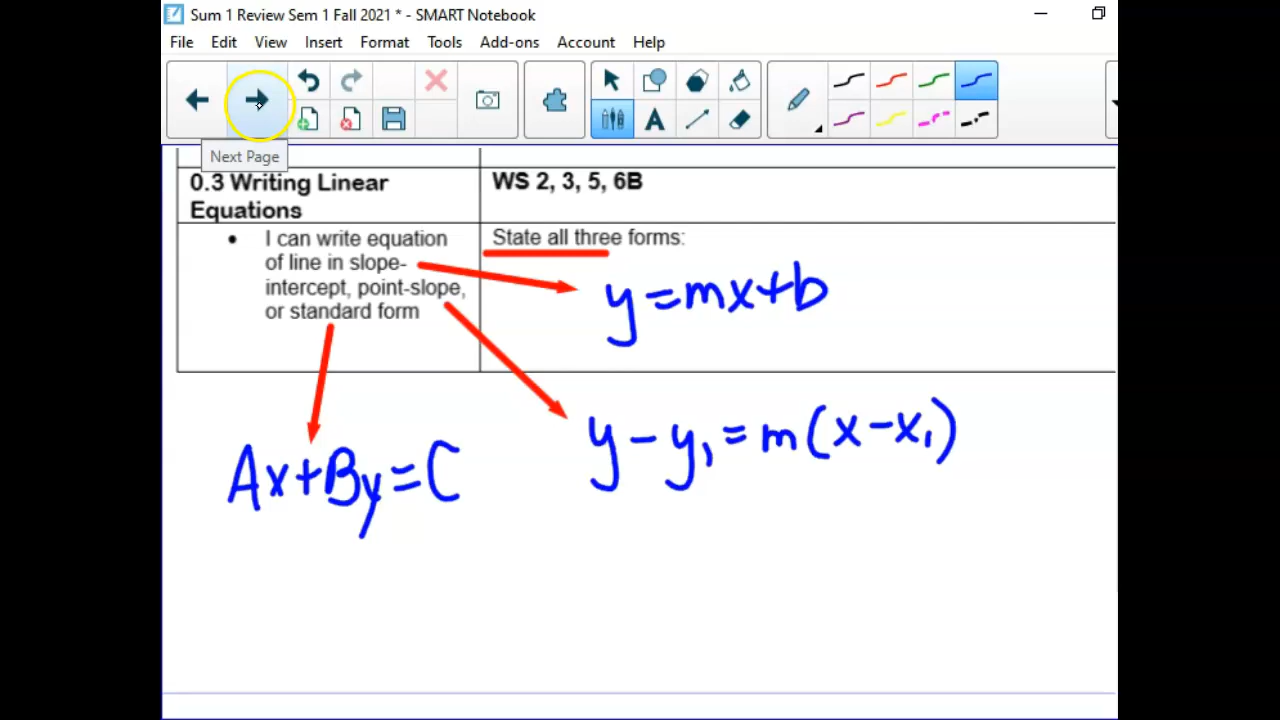 Sum 1 Review Sem 1 Fall 2021 * - SMART Notebook
File Edit View Insert Format Tools Add-ons Account Help
Next Page
0.3 Writing Linear
Equations
WS 2, 3, 5, 6B
• I can write equation
of line in slope-
intercept, point-slope,
or standard form
State all three forms:
y = mx + b
y - y₁ = m(x - x₁)
Ax + By = C